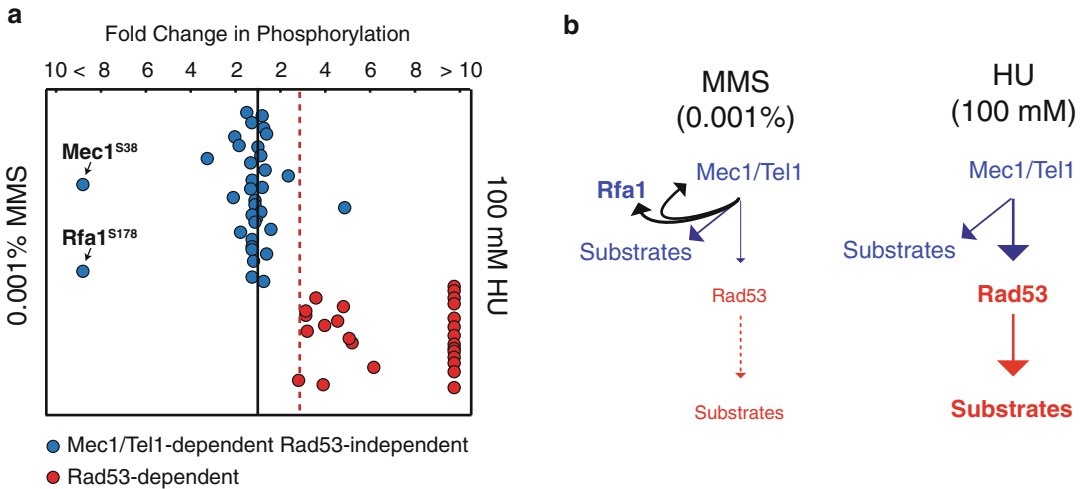 a
Fold Change in Phosphorylation
10 < 8 6 4 2 2 4 6 8 > 10
Mec1S38
Rfa1S178
0.001% MMS
100 mM HU
Mec1/Tel1-dependent Rad53-independent
Rad53-dependent
b
MMS
(0.001%)
Rfa1
Mec1/Tel1
Substrates
Rad53
Substrates
HU
(100 mM)
Mec1/Tel1
Substrates
Rad53
Substrates